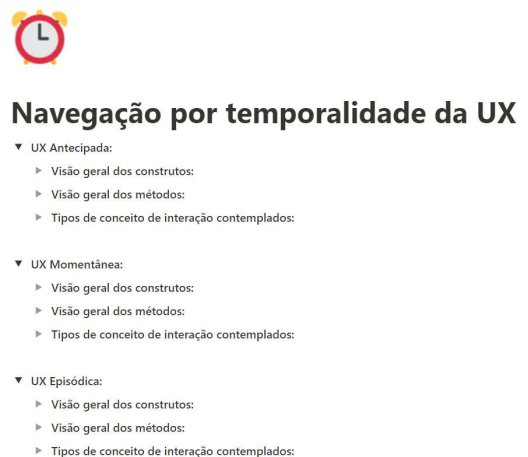 Navegação por temporalidade da UX
UX Antecipada:
Visão geral dos construtos:
Visão geral dos métodos:
Tipos de conceito de interação contemplados:
UX Momentânea:
Visão geral dos construtos:
Visão geral dos métodos:
Tipos de conceito de interação contemplados:
UX Episódica:
Visão geral dos construtos:
Visão geral dos métodos:
Tipos de conceito de interação contemplados: